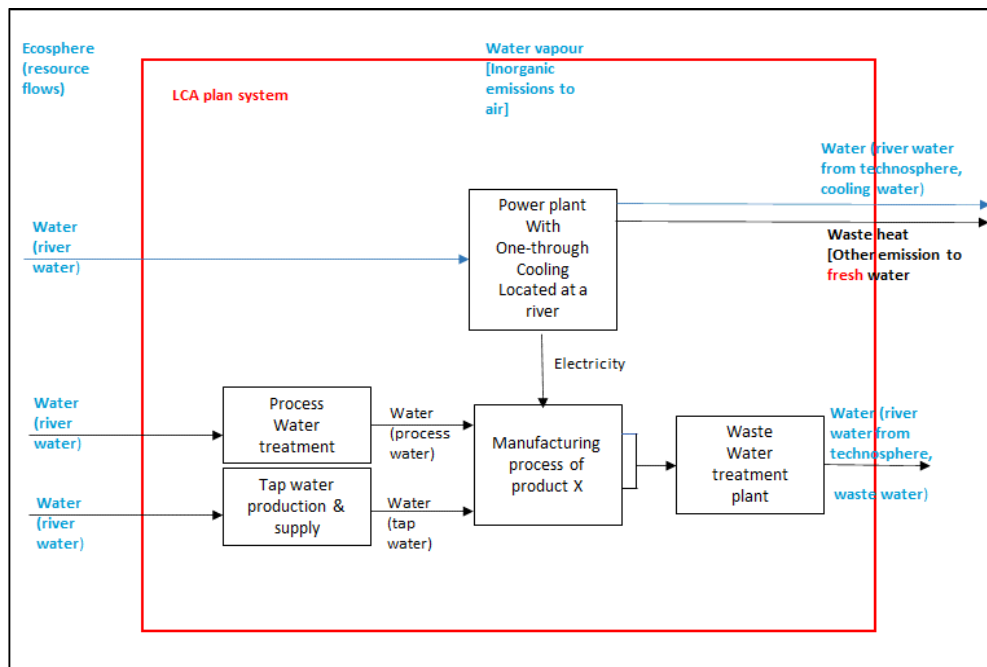 Ecosphere
(resource
flows)
Water vapour
[Inorganic
emissions to
air]
LCA plan system
Water (river water
from technosphere,
cooling water)
Power plant
With
One-through
Cooling
Located at a
river
Water
(river
water)
Waste heat
[Other emission to
fresh water
Electricity
Water
(river
water)
Process
Water
treatment
Water
(process
water)
Manufacturing
process of
product X
Waste
Water
treatment
plant
Water (river
water from
technosphere,
waste water)
Water
(river
water)
Tap water
production &
supply
Water
(tap
water)